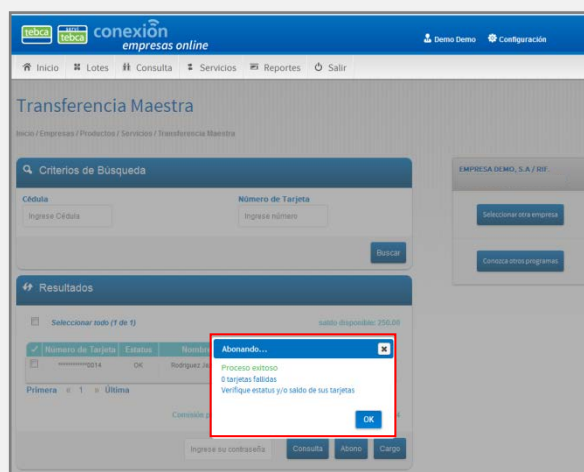 tebca tebca conexión
empresas online
Demo Demo Configuración
Inicio Lotes Consulta Servicios Reportes Salir
Transferencia Maestra
Inicio / Empresas / Productos / Servicios / Transferencia Maestra
Criterios de Búsqueda
EMPRESA DEMO, S.A / RIF:
Cédula Número de Tarjeta
Ingrese Cédula Ingrese número
Seleccionar otra empresa
Buscar
Conozca otros programas
Resultados
Seleccionar todo (1 de 1) saldo disponible: 250.00
Número de Tarjeta Estatus Nombre
0014 OK Rodriguez
Abonando...
Proceso exitoso
0 tarjetas fallidas
Verifique estatus y/o saldo de sus tarjetas
OK
Primera « 1 » Última
Comisión
Ingrese su contraseña Consulta Abono Cargo